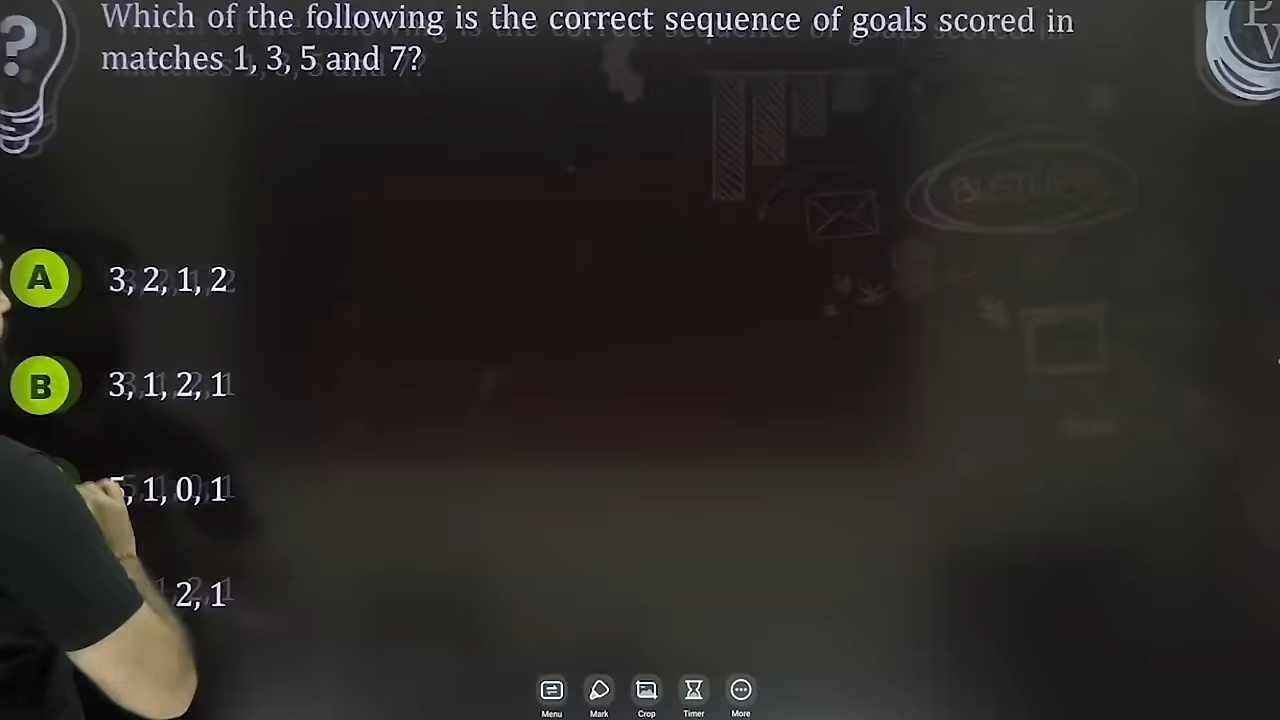 Which of the following is the correct sequence of goals scored in
matches 1, 3, 5 and 7?
P
W
A 3, 2, 1, 2
B 3, 1, 2, 1
5, 1, 0, 1
2, 1
Menu Mark Crop Timer More